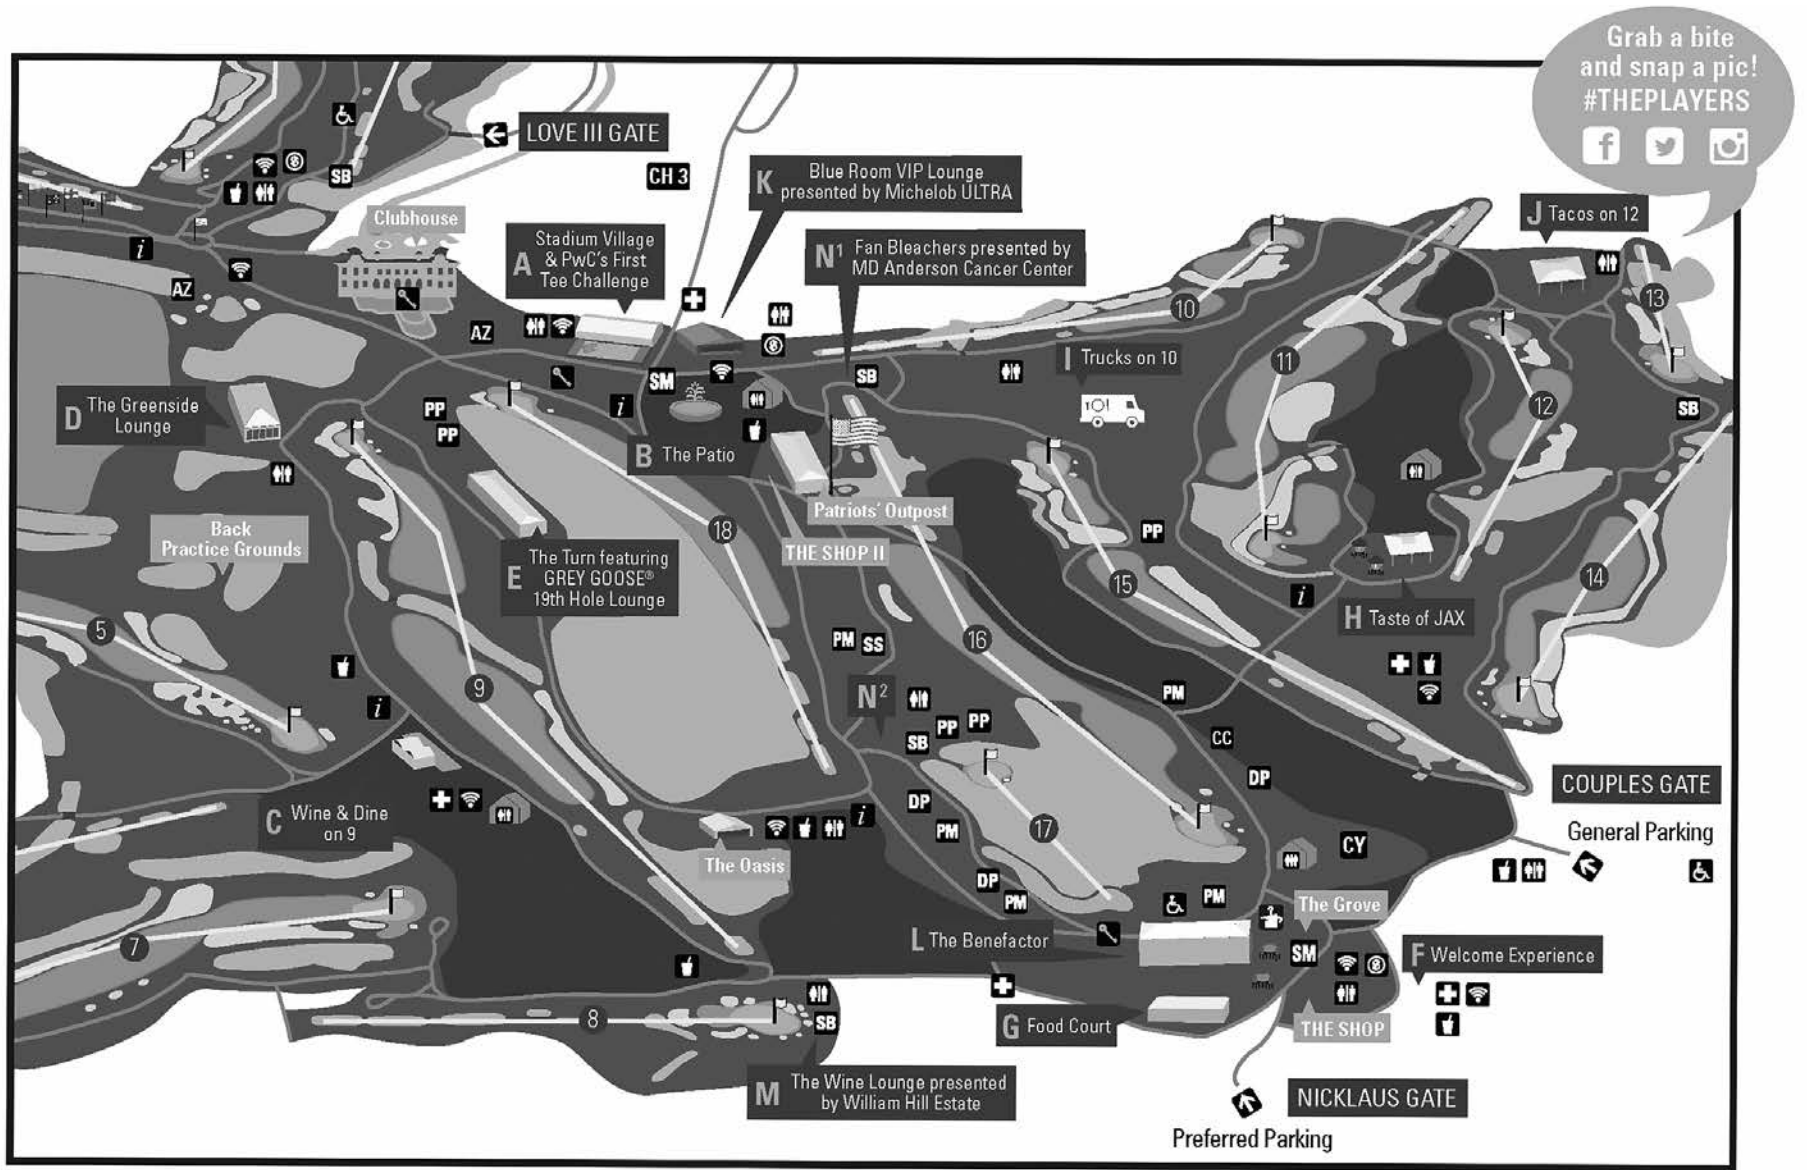 Grab a bite
and snap a pic!
#THEPLAYERS
LOVE III GATE
CH 3
K
Blue Room VIP Lounge
presented by Michelob ULTRA
J Tacos on 12
SB
Clubhouse
A
Stadium Village
& PwC's First
Tee Challenge
N1
Fan Bleachers presented by
MD Anderson Cancer Center
i
AZ
AZ
10
13
11
I Trucks on 10
SM
SB
12
SB
D
The Greenside
Lounge
PP
PP
i
B The Patio
Back
Practice Grounds
18
Patriots' Outpost
THE SHOP II
PP
E
The Turn featuring
GREY GOOSE®
19th Hole Lounge
15
14
i
H Taste of JAX
5
PM
SS
16
9
N2
PM
i
PP
PP
SB
CC
DP
COUPLES GATE
General Parking
C
Wine & Dine
on 9
DP
i
PM
17
CY
The Oasis
DP
PM
PM
The Grove
7
L The Benefactor
SM
F Welcome Experience
8
SB
G Food Court
THE SHOP
M
The Wine Lounge presented
by William Hill Estate
NICKLAUS GATE
Preferred Parking